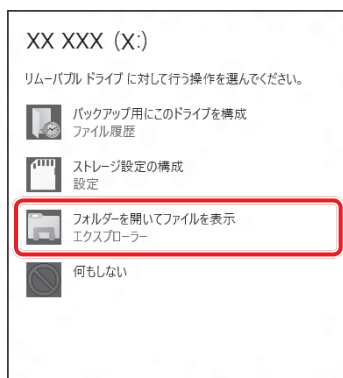 XX XXX (X:)
リムーバブル ドライブ に対して行う操作を選んでください。
バックアップ用にこのドライブを構成
ファイル履歴
ストレージ設定の構成
設定
フォルダーを開いてファイルを表示
エクスプローラー
何もしない